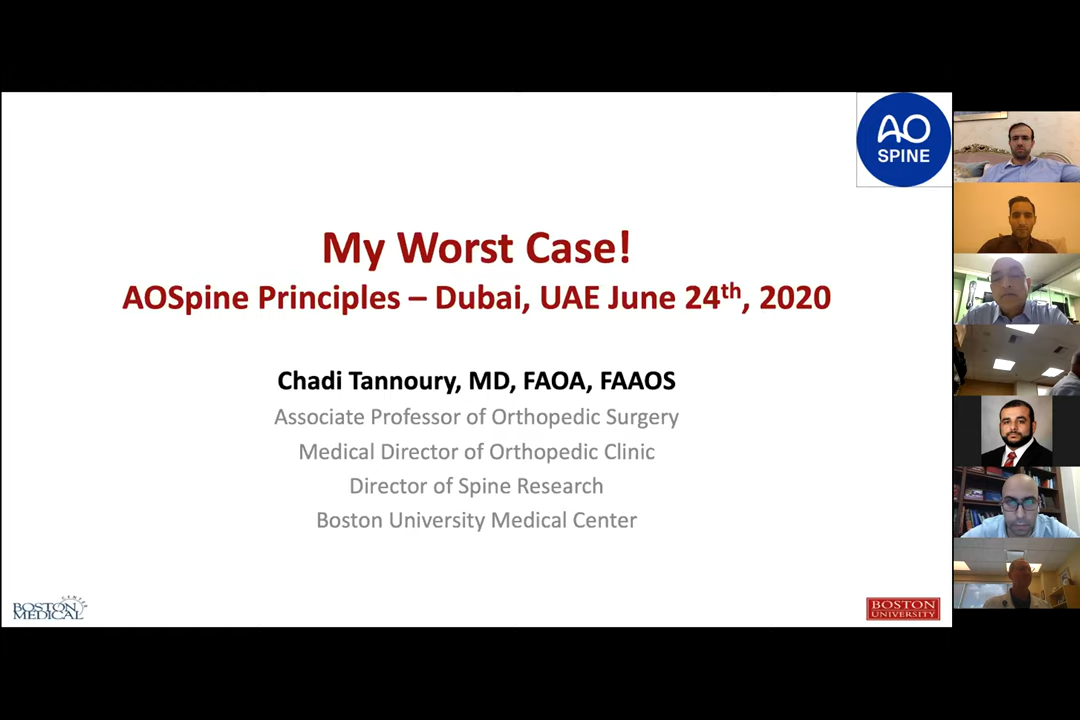 AO
SPINE
My Worst Case!
AOSpine Principles – Dubai, UAE June 24th, 2020
Chadi Tannoury, MD, FAOA, FAAOS
Associate Professor of Orthopedic Surgery
Medical Director of Orthopedic Clinic
Director of Spine Research
Boston University Medical Center
BOSTON
MEDICAL
CENTER
BOSTON
UNIVERSITY